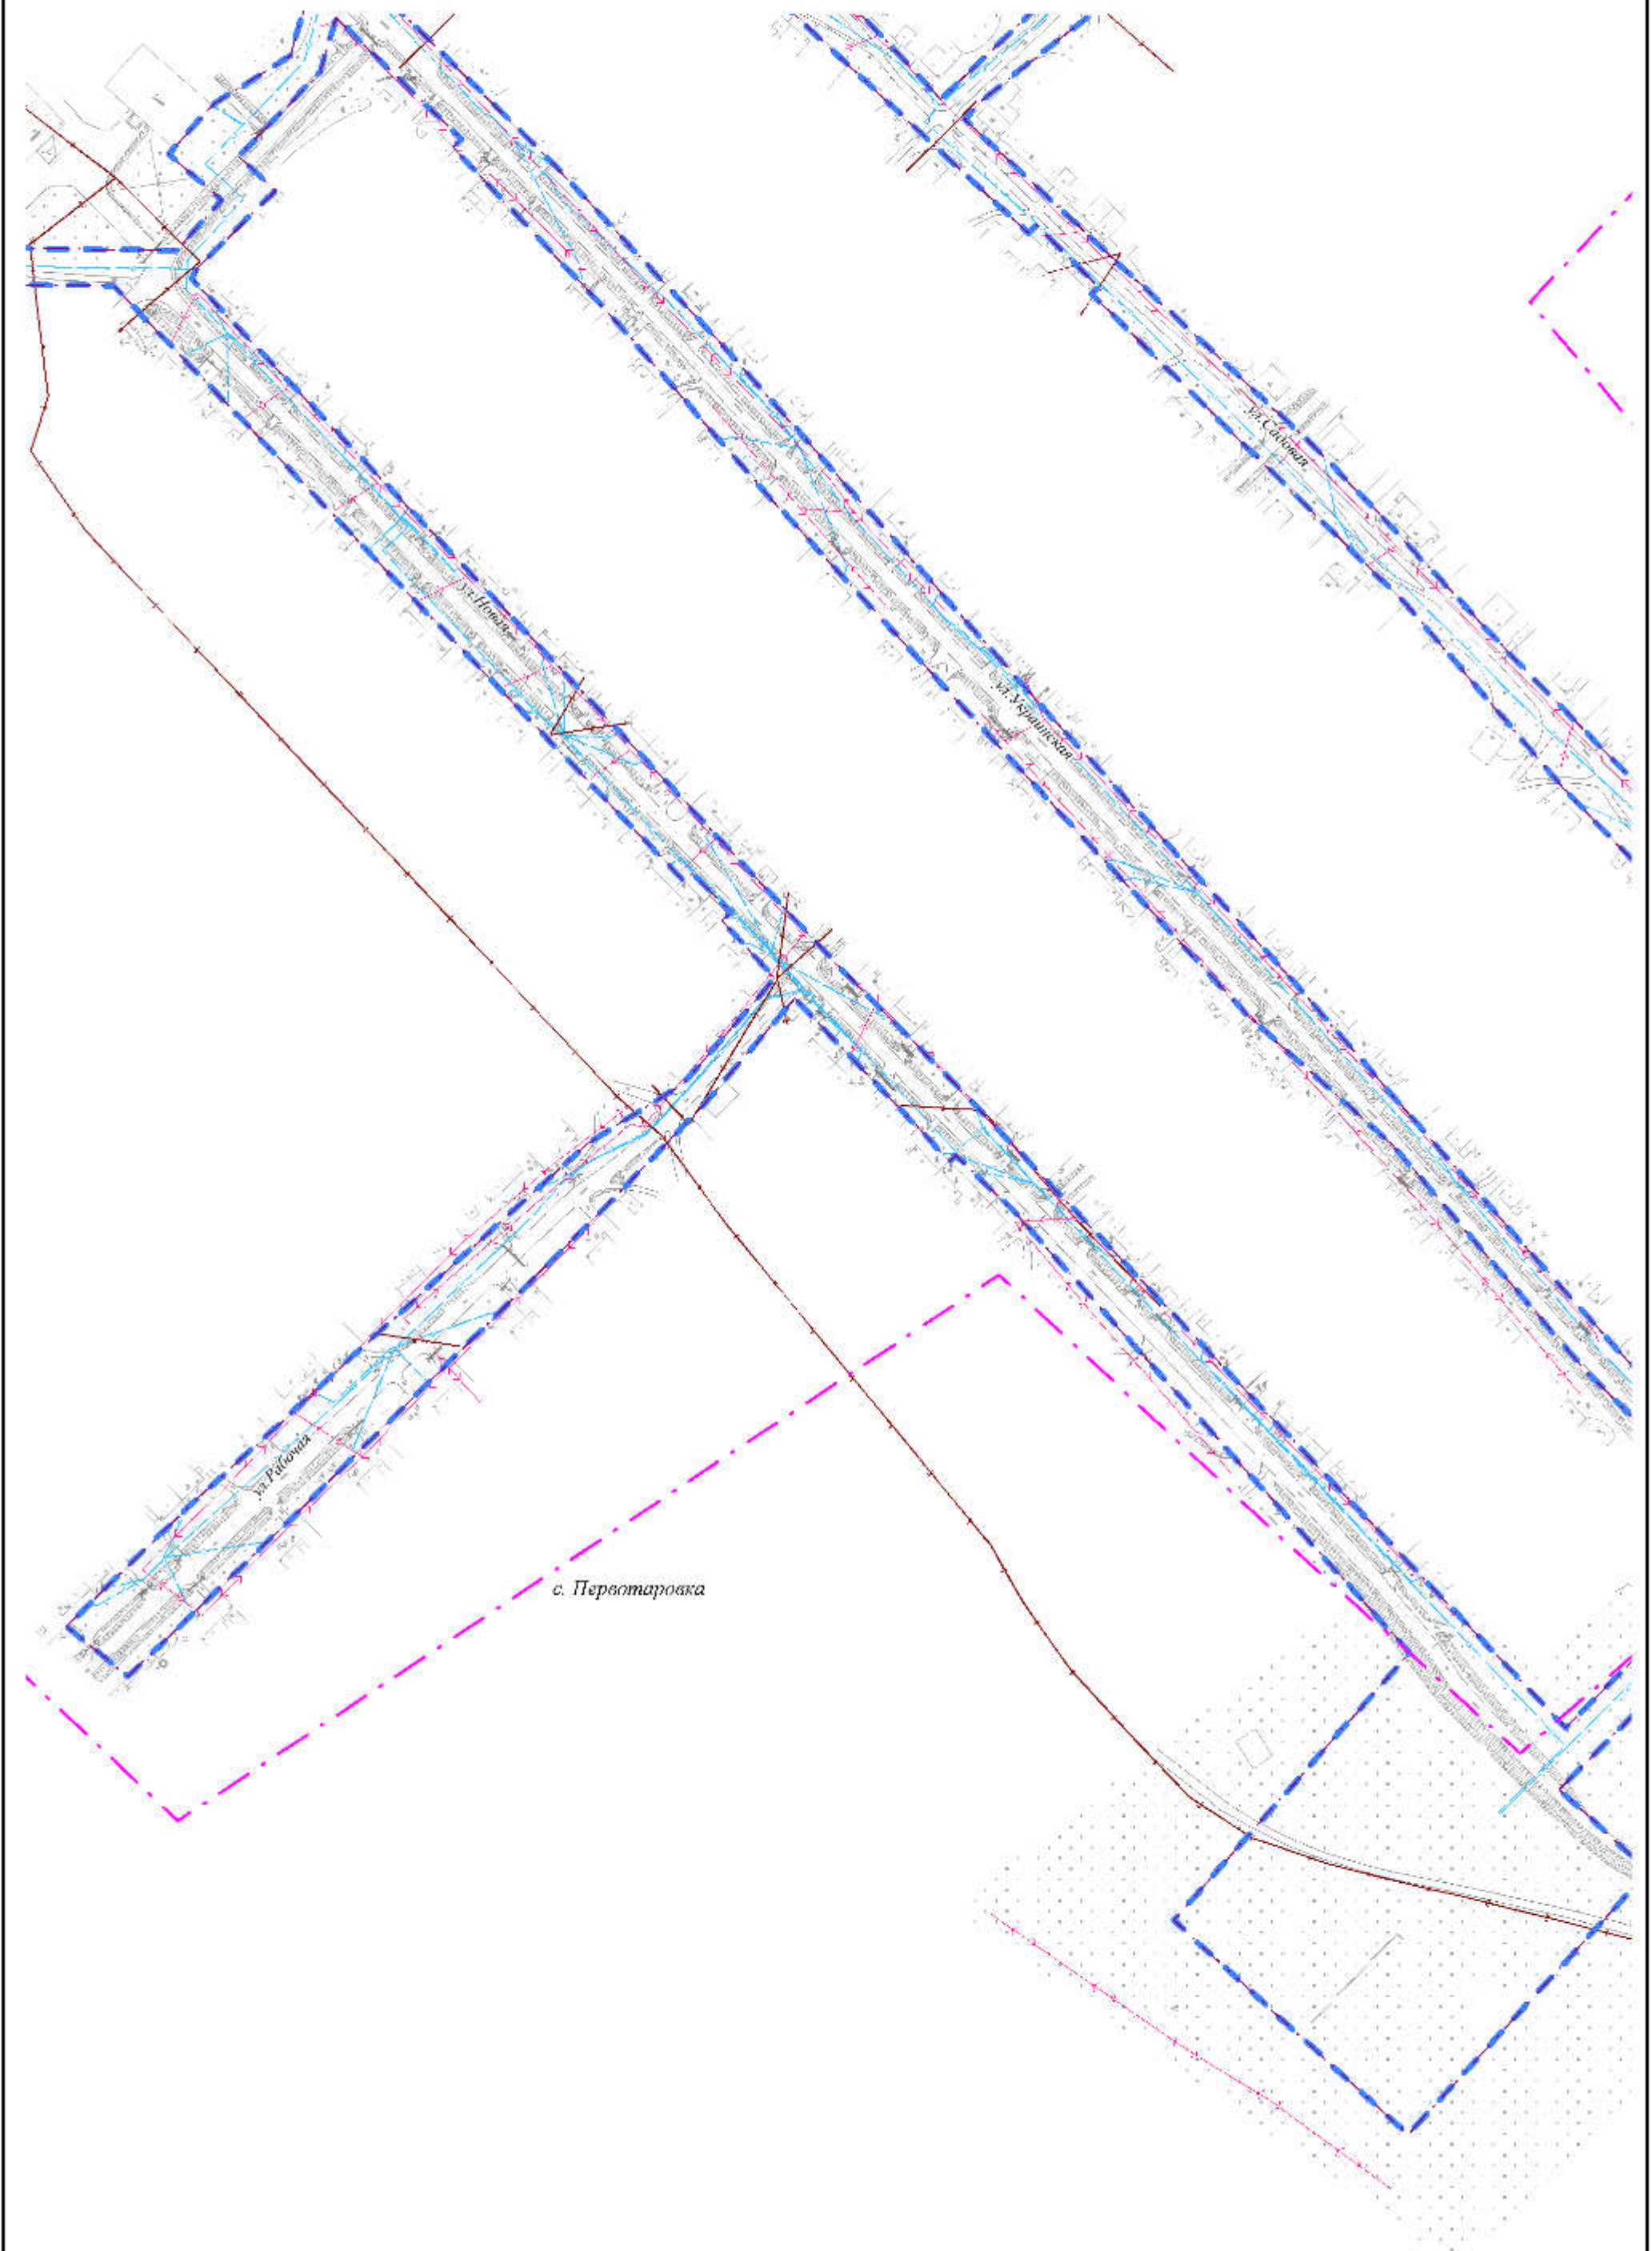 ул.Садовая
ул.Новая
ул.Украинская
ул.Рабочая
с. Первотаровка